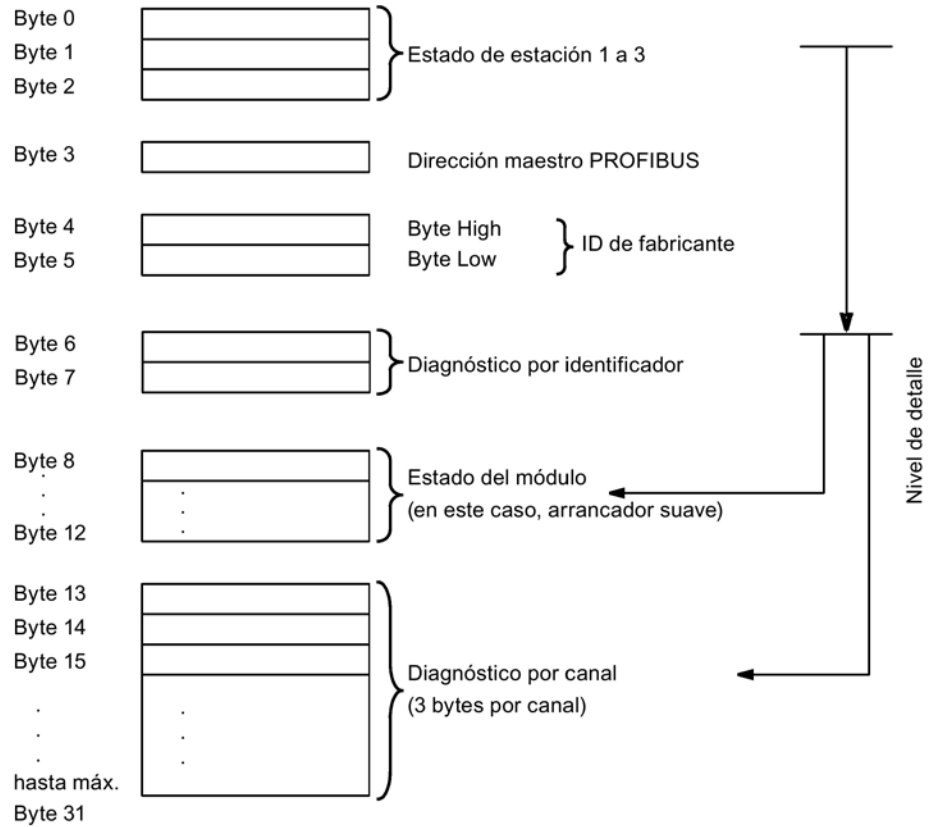 Byte 0
Byte 1
Byte 2
Estado de estación 1 a 3
Byte 3
Dirección maestro PROFIBUS
Byte 4
Byte 5
Byte High
Byte Low
ID de fabricante
Byte 6
Byte 7
Diagnóstico por identificador
Nivel de detalle
Byte 8
.
.
.
Byte 12
.
.
.
Estado del módulo
(en este caso, arrancador suave)
Byte 13
Byte 14
Byte 15
.
.
.
hasta máx.
Byte 31
.
.
.
Diagnóstico por canal
(3 bytes por canal)